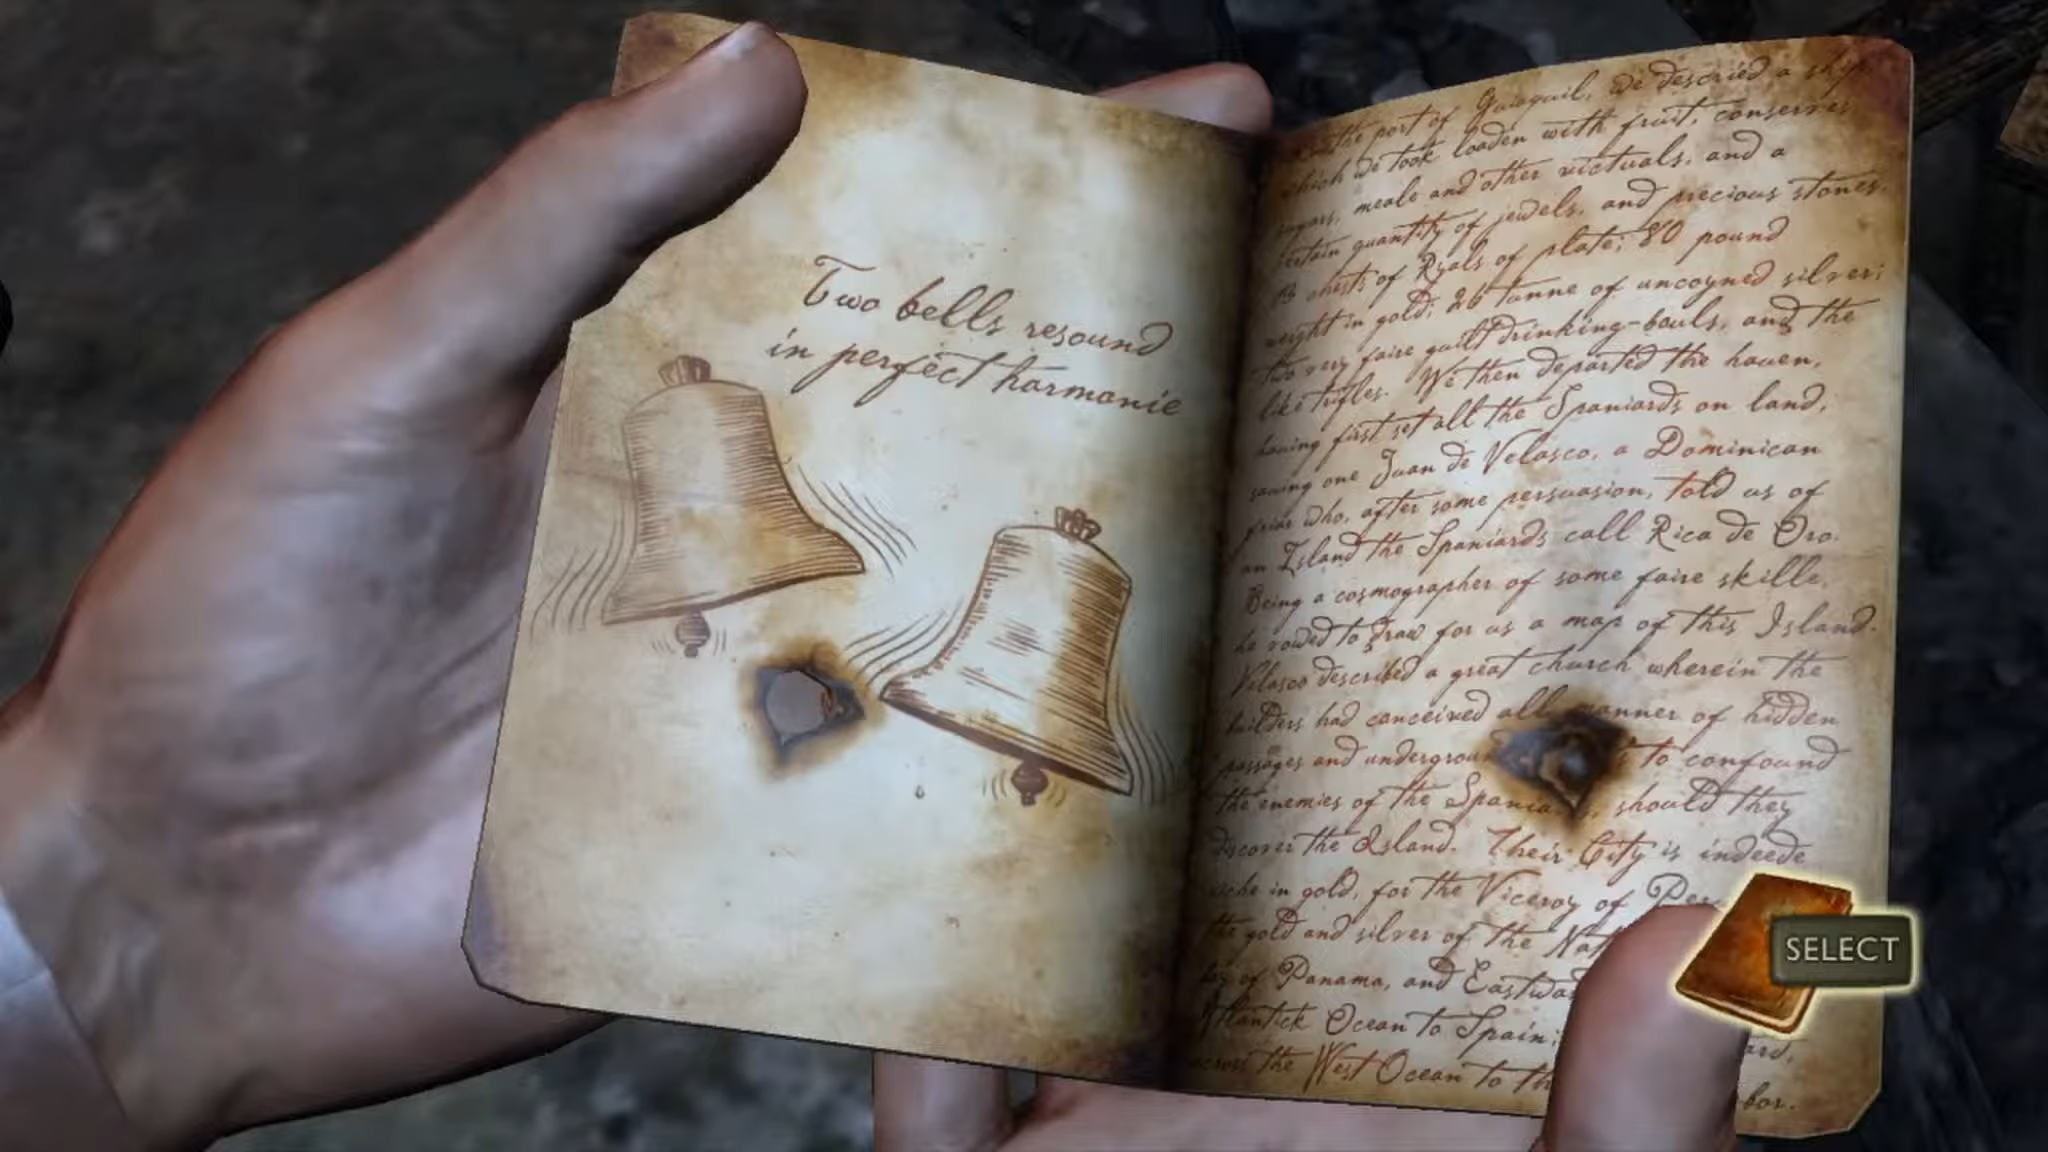 Two bells resound
in perfect harmonie
the port of Guiaquil, we descried a ship
which we took loaden with fruit, conserves
sugars, meale and other victuals, and a
certain quantity of jewels, and precious stones,
13 chests of Ryals of plate; 80 pound
weight in gold; 26 tunne of uncoyned silver;
two very faire guilt drinking-bouls, and the
like trifles. We then departed the haven,
having first set all the Spaniards on land,
saving one Juan de Velasco, a Dominican
friar who, after some persuasion, told us of
an Island the Spaniards call Rica de Oro.
Being a cosmographer of some faire skille,
he vowed to draw for us a map of this Island.
Velasco described a great church wherein the
builders had conceived all manner of hidden
passages and to confound
the enemies of the should they
discover the Island. Their City is indeede
riche in gold, for the Viceroy of
the gold and silver of the
of Panama, and
Atlantick Ocean to Spain;
across the West Ocean to
SELECT